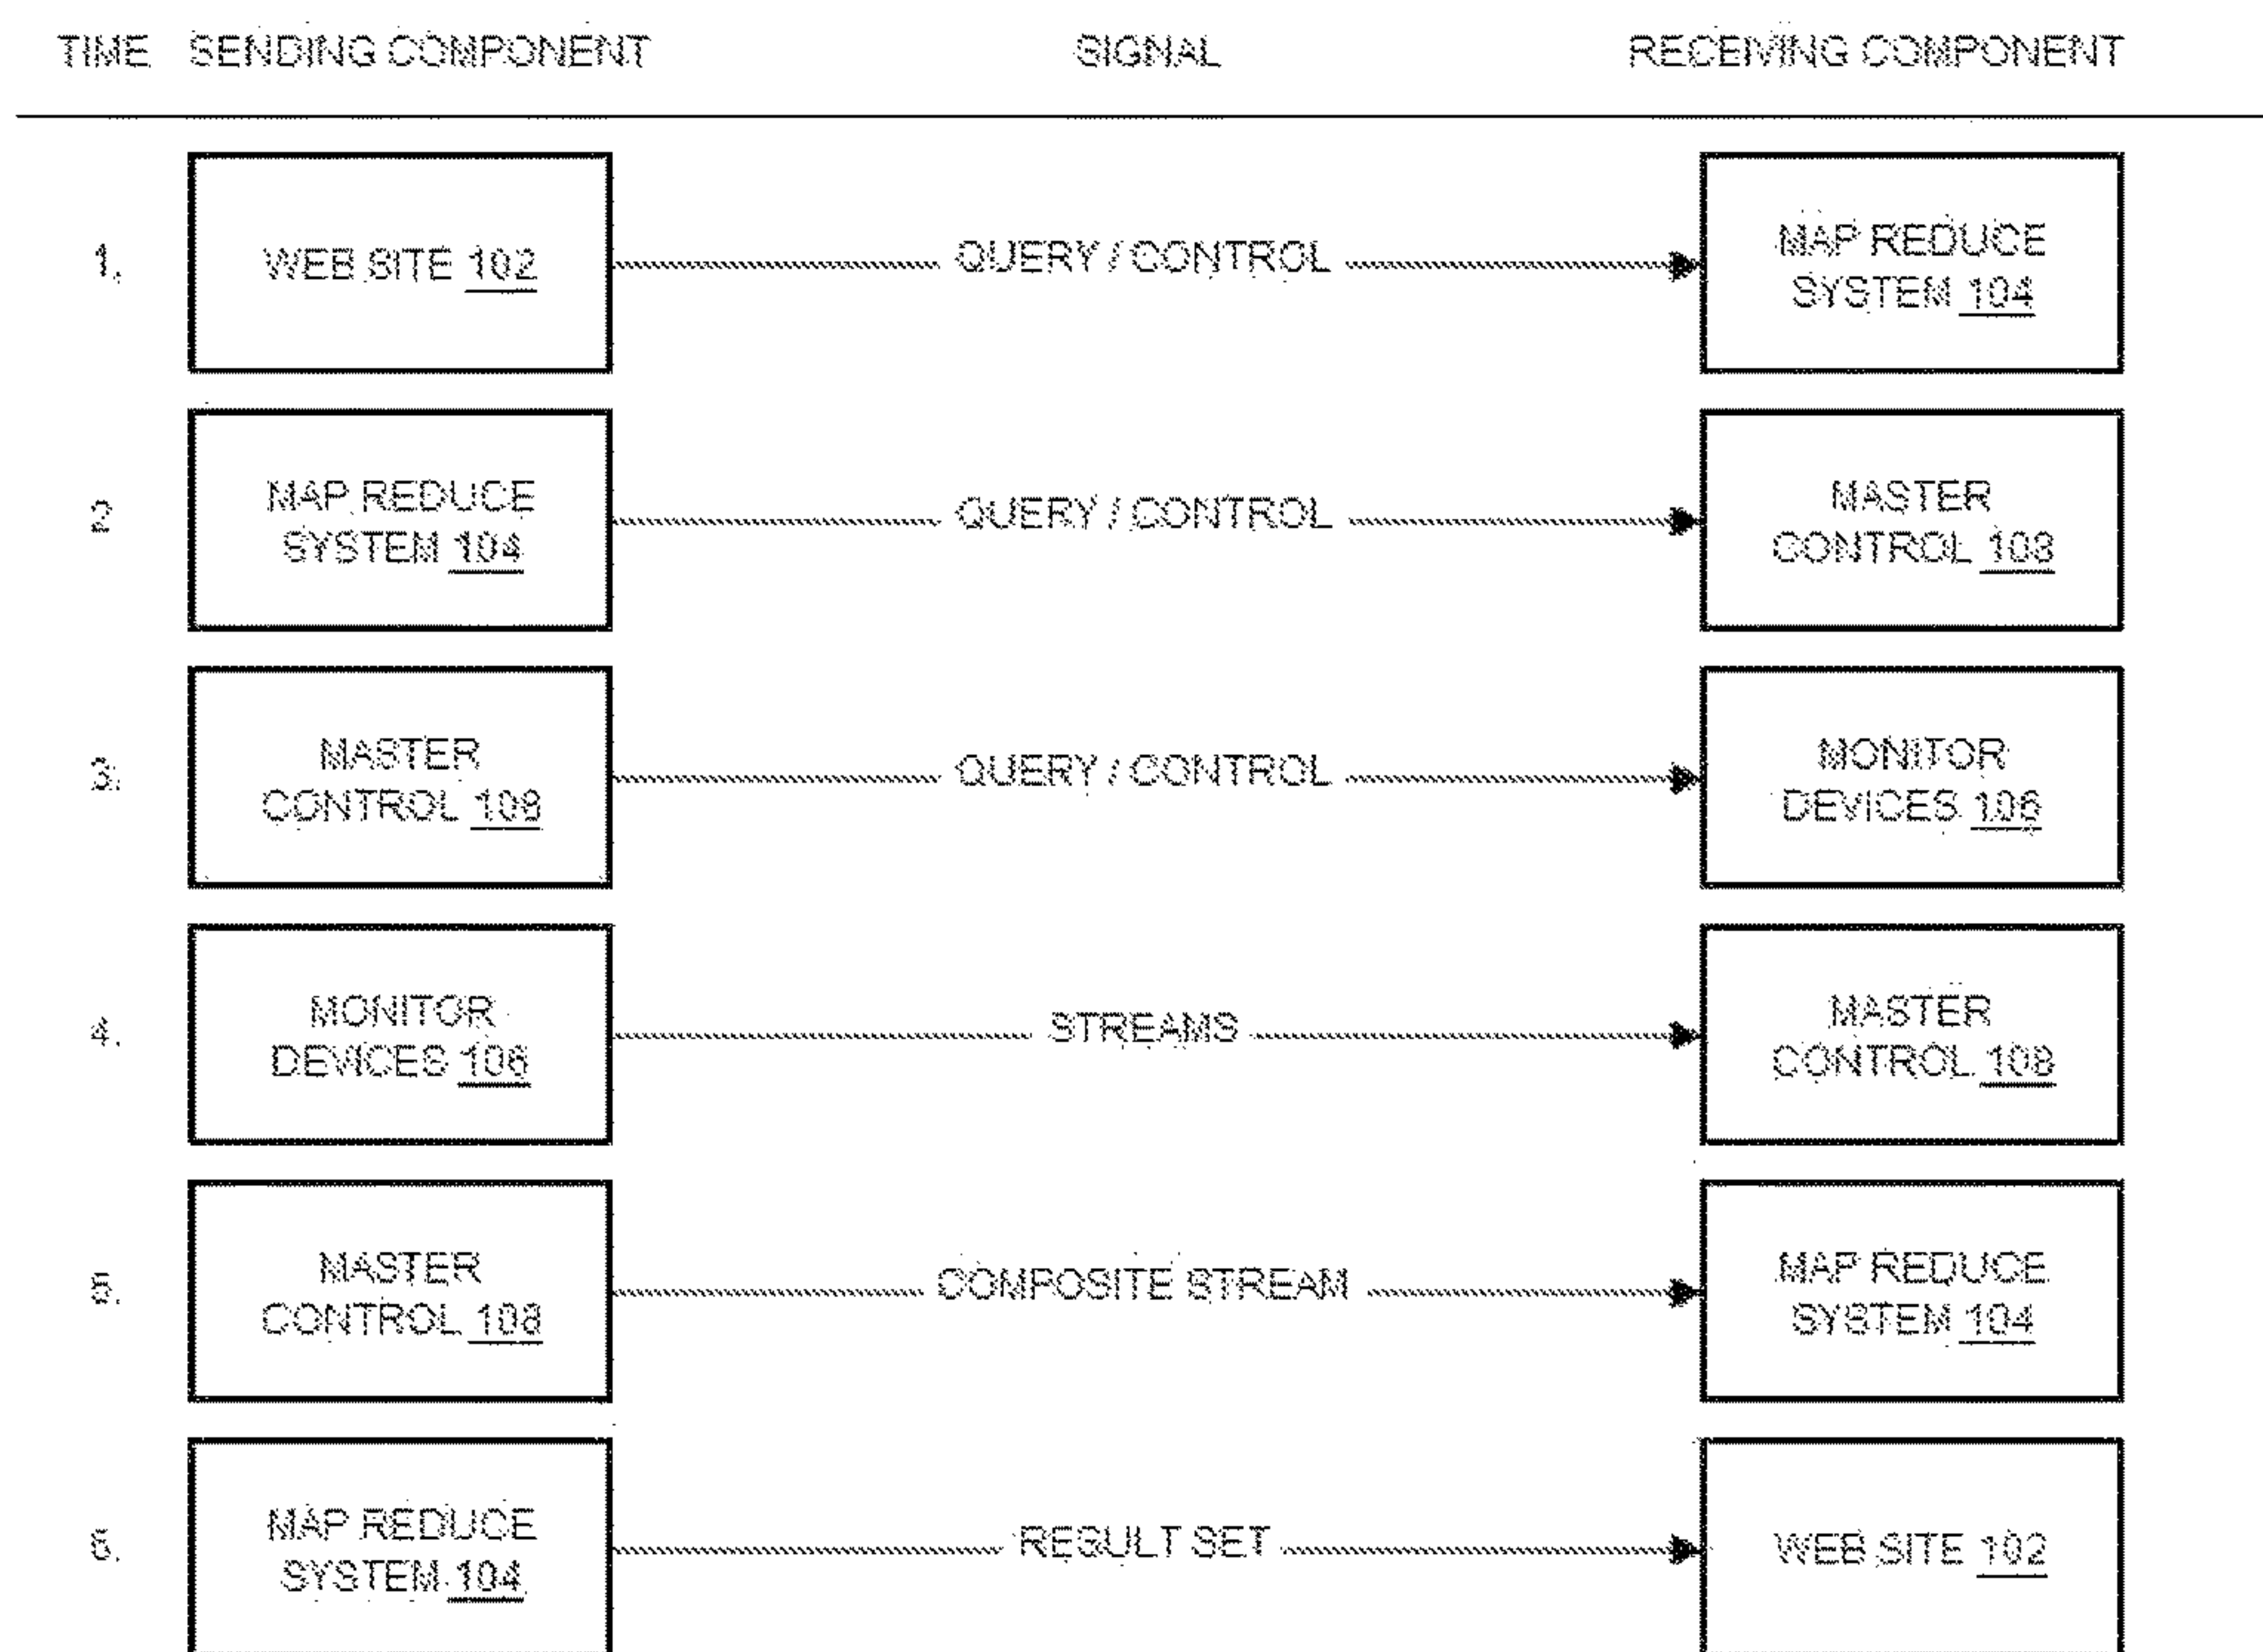 TIME SENDING COMPONENT SIGNAL RECEIVING COMPONENT
1. WEB SITE 102 QUERY / CONTROL MAP REDUCE
SYSTEM 104
2. MAP REDUCE
SYSTEM 104 QUERY / CONTROL MASTER
CONTROL 108
3. MASTER
CONTROL 108 QUERY / CONTROL MONITOR
DEVICES 106
4. MONITOR
DEVICES 106 STREAMS MASTER
CONTROL 108
5. MASTER
CONTROL 108 COMPOSITE STREAM MAP REDUCE
SYSTEM 104
6. MAP REDUCE
SYSTEM 104 RESULT SET WEB SITE 102